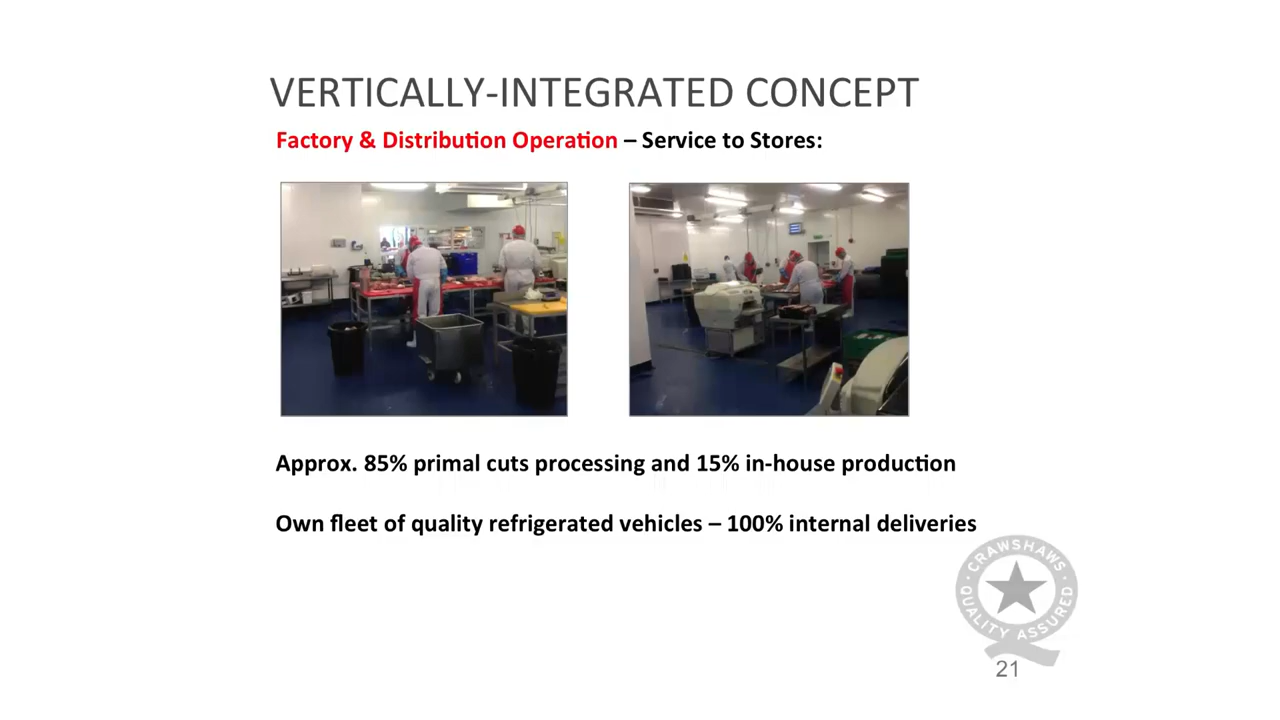 VERTICALLY-INTEGRATED CONCEPT
Factory & Distribution Operation – Service to Stores:
Approx. 85% primal cuts processing and 15% in-house production
Own fleet of quality refrigerated vehicles – 100% internal deliveries
· CRAWSHAWS ·
QUALITY ASSURED
21